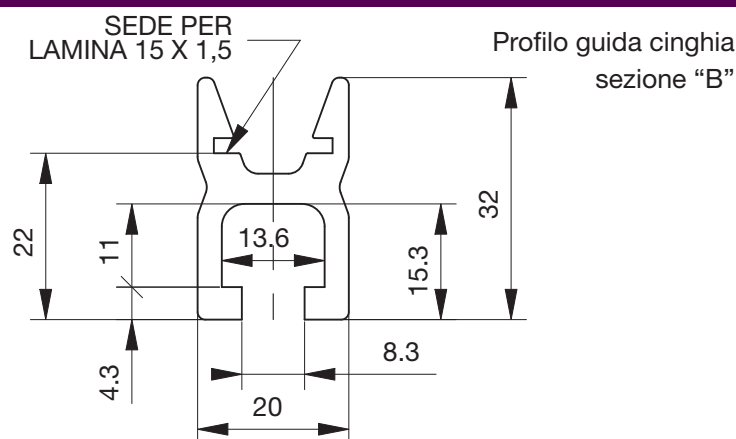 SEDE PER
LAMINA 15 X 1,5
Profilo guida cinghia
sezione “B”
22
11
13.6
15.3
32
4.3
8.3
20